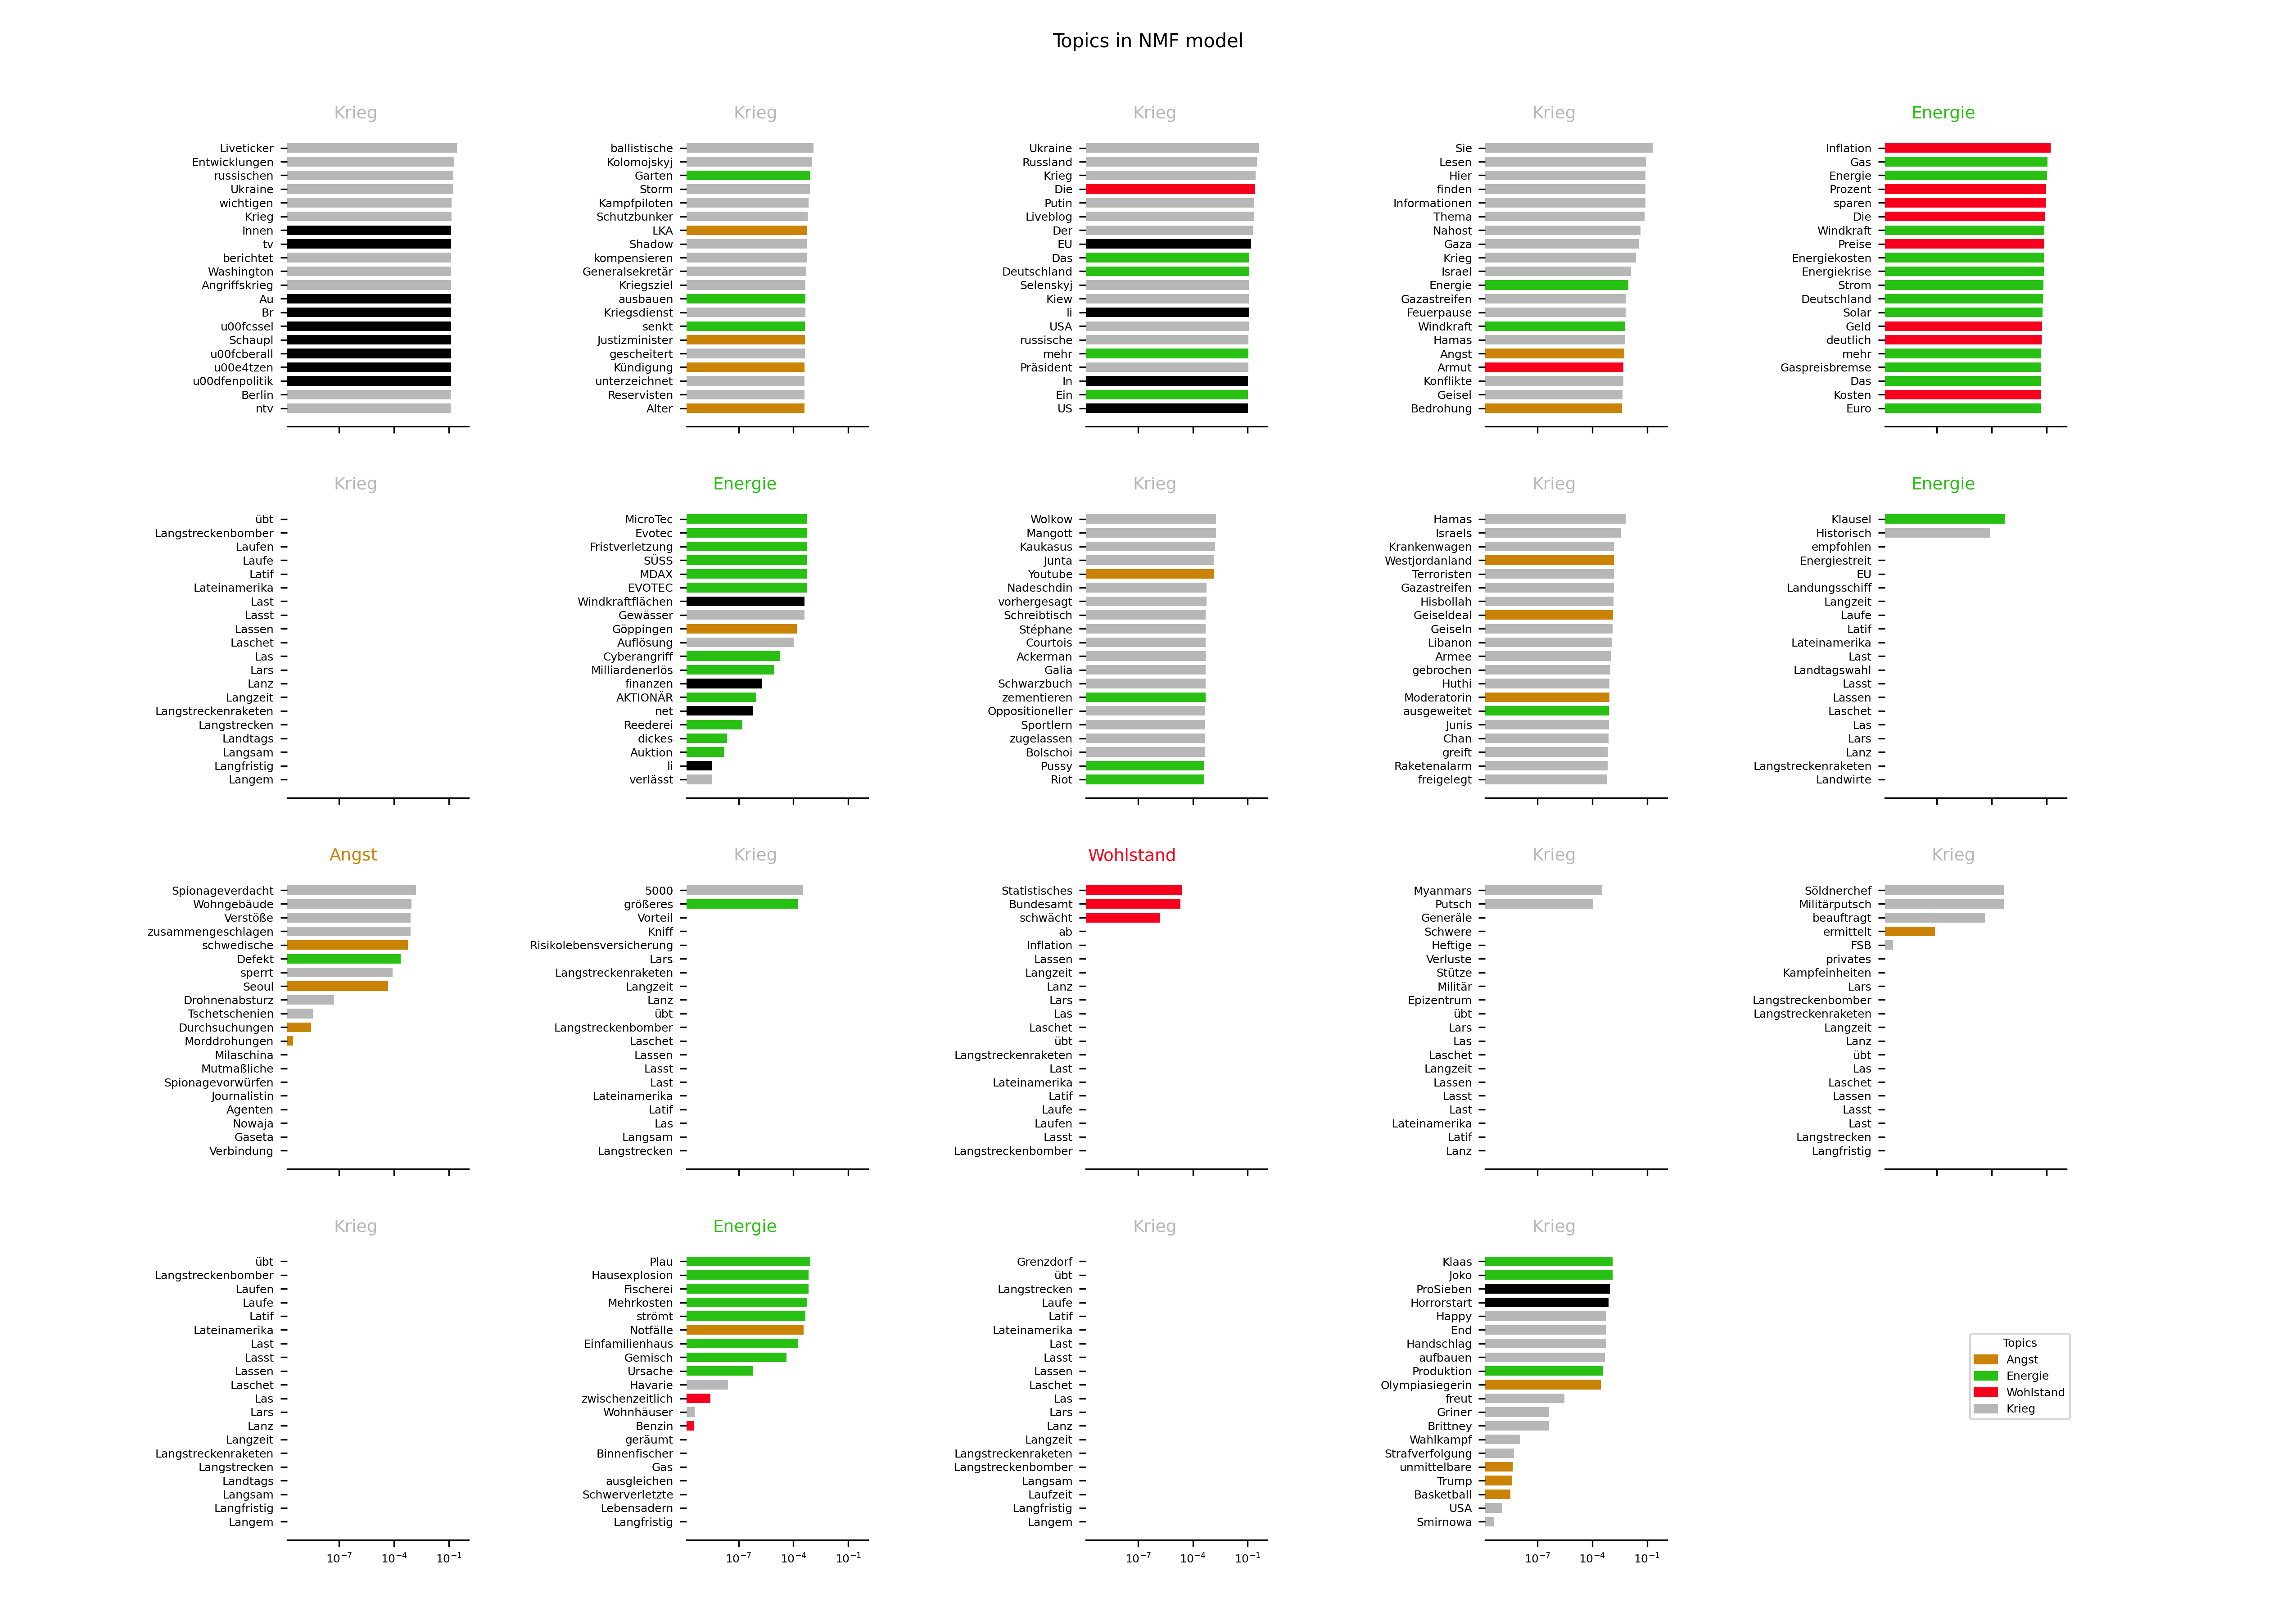 Topics in NMF model
Krieg
Liveticker
Entwicklungen
russischen
Ukraine
wichtigen
Krieg
Innen
tv
berichtet
Washington
Angriffskrieg
Au
Br
u00fcssel
Schaupl
u00fcberall
u00e4tzen
u00dfenpolitik
Berlin
ntv
Krieg
ballistische
Kolomojskyj
Garten
Storm
Kampfpiloten
Schutzbunker
LKA
Shadow
kompensieren
Generalsekretär
Kriegsziel
ausbauen
Kriegsdienst
senkt
Justizminister
gescheitert
Kündigung
unterzeichnet
Reservisten
Alter
Krieg
Ukraine
Russland
Krieg
Die
Putin
Liveblog
Der
EU
Das
Deutschland
Selenskyj
Kiew
li
USA
russische
mehr
Präsident
In
Ein
US
Krieg
Sie
Lesen
Hier
finden
Informationen
Thema
Nahost
Gaza
Krieg
Israel
Energie
Gazastreifen
Feuerpause
Windkraft
Hamas
Angst
Armut
Konflikte
Geisel
Bedrohung
Energie
Inflation
Gas
Energie
Prozent
sparen
Die
Windkraft
Preise
Energiekosten
Energiekrise
Strom
Deutschland
Solar
Geld
deutlich
mehr
Gaspreisbremse
Das
Kosten
Euro
Krieg
übt
Langstreckenbomber
Laufen
Laufe
Latif
Lateinamerika
Last
Lasst
Lassen
Laschet
Las
Lars
Lanz
Langzeit
Langstreckenraketen
Langstrecken
Landtags
Langsam
Langfristig
Langem
Energie
MicroTec
Evotec
Fristverletzung
SÜSS
MDAX
EVOTEC
Windkraftflächen
Gewässer
Göppingen
Auflösung
Cyberangriff
Milliardenerlös
finanzen
AKTIONÄR
net
Reederei
dickes
Auktion
li
verlässt
Krieg
Wolkow
Mangott
Kaukasus
Junta
Youtube
Nadeschdin
vorhergesagt
Schreibtisch
Stéphane
Courtois
Ackerman
Galia
Schwarzbuch
zementieren
Oppositioneller
Sportlern
zugelassen
Bolschoi
Pussy
Riot
Krieg
Hamas
Israels
Krankenwagen
Westjordanland
Terroristen
Gazastreifen
Hisbollah
Geiseldeal
Geiseln
Libanon
Armee
gebrochen
Huthi
Moderatorin
ausgeweitet
Junis
Chan
greift
Raketenalarm
freigelegt
Energie
Klausel
Historisch
empfohlen
Energiestreit
EU
Landungsschiff
Langzeit
Laufe
Latif
Lateinamerika
Last
Landtagswahl
Lasst
Lassen
Laschet
Las
Lars
Lanz
Langstreckenraketen
Landwirte
Angst
Spionageverdacht
Wohngebäude
Verstöße
zusammengeschlagen
schwedische
Defekt
sperrt
Seoul
Drohnenabsturz
Tschetschenien
Durchsuchungen
Morddrohungen
Milaschina
Mutmaßliche
Spionagevorwürfen
Journalistin
Agenten
Nowaja
Gaseta
Verbindung
Krieg
5000
größeres
Vorteil
Kniff
Risikolebensversicherung
Lars
Langstreckenraketen
Langzeit
Lanz
übt
Langstreckenbomber
Laschet
Lassen
Lasst
Last
Lateinamerika
Latif
Las
Langsam
Langstrecken
Wohlstand
Statistisches
Bundesamt
schwächt
ab
Inflation
Lassen
Langzeit
Lanz
Lars
Las
Laschet
übt
Langstreckenraketen
Last
Lateinamerika
Latif
Laufe
Laufen
Lasst
Langstreckenbomber
Krieg
Myanmars
Putsch
Generäle
Schwere
Heftige
Verluste
Stütze
Militär
Epizentrum
übt
Lars
Las
Laschet
Langzeit
Lassen
Lasst
Last
Lateinamerika
Latif
Lanz
Krieg
Söldnerchef
Militärputsch
beauftragt
ermittelt
FSB
privates
Kampfeinheiten
Lars
Langstreckenbomber
Langstreckenraketen
Langzeit
Lanz
übt
Las
Laschet
Lassen
Lasst
Last
Langstrecken
Langfristig
Krieg
übt
Langstreckenbomber
Laufen
Laufe
Latif
Lateinamerika
Last
Lasst
Lassen
Laschet
Las
Lars
Lanz
Langzeit
Langstreckenraketen
Langstrecken
Landtags
Langsam
Langfristig
Langem
10⁻⁷ 10⁻⁴ 10⁻¹
Energie
Plau
Hausexplosion
Fischerei
Mehrkosten
strömt
Notfälle
Einfamilienhaus
Gemisch
Ursache
Havarie
zwischenzeitlich
Wohnhäuser
Benzin
geräumt
Binnenfischer
Gas
ausgleichen
Schwerverletzte
Lebensadern
Langfristig
10⁻⁷ 10⁻⁴ 10⁻¹
Krieg
Grenzdorf
übt
Langstrecken
Laufe
Latif
Lateinamerika
Last
Lasst
Lassen
Laschet
Las
Lars
Lanz
Langzeit
Langstreckenraketen
Langstreckenbomber
Langsam
Laufzeit
Langfristig
Langem
10⁻⁷ 10⁻⁴ 10⁻¹
Krieg
Klaas
Joko
ProSieben
Horrorstart
Happy
End
Handschlag
aufbauen
Produktion
Olympiasiegerin
freut
Griner
Brittney
Wahlkampf
Strafverfolgung
unmittelbare
Trump
Basketball
USA
Smirnowa
10⁻⁷ 10⁻⁴ 10⁻¹
Topics
Angst
Energie
Wohlstand
Krieg